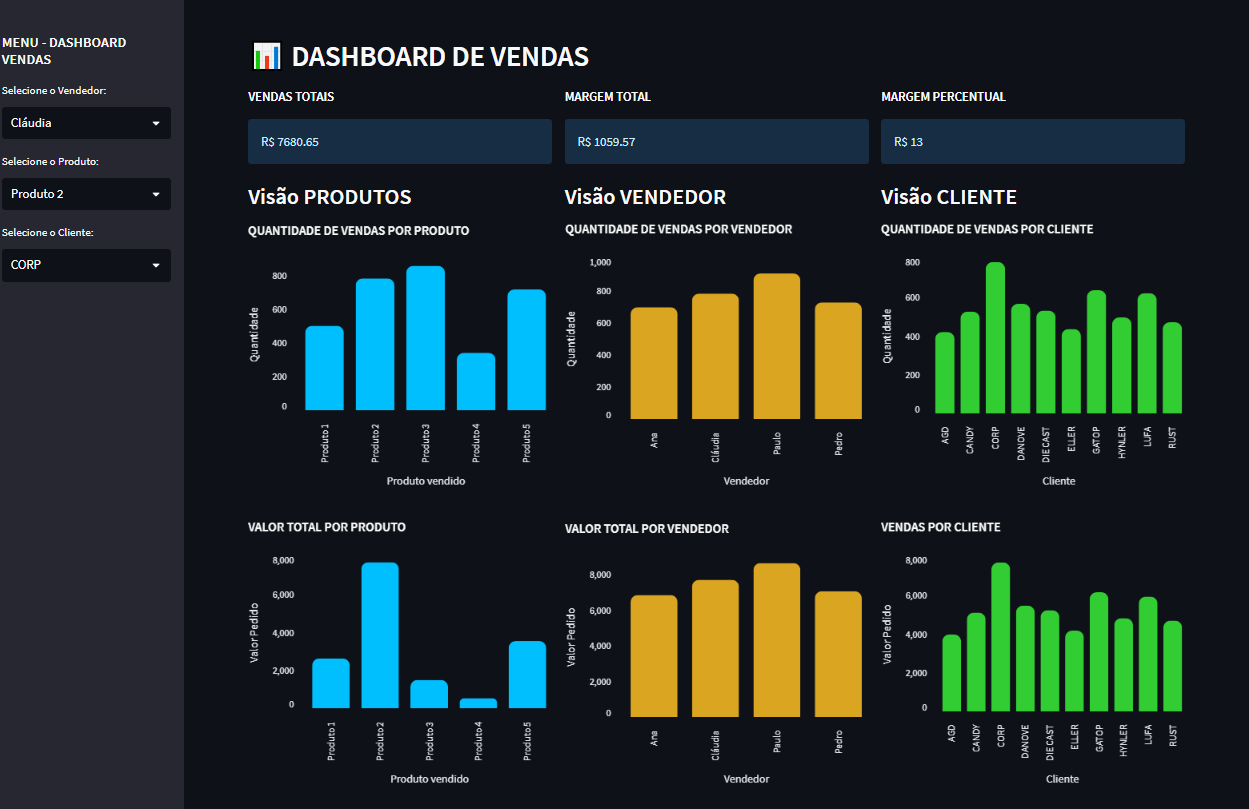 MENU - DASHBOARD
VENDAS
Selecione o Vendedor:
Cláudia
Selecione o Produto:
Produto 2
Selecione o Cliente:
CORP
DASHBOARD DE VENDAS
VENDAS TOTAIS
R$ 7680.65
MARGEM TOTAL
R$ 1059.57
MARGEM PERCENTUAL
R$ 13
Visão PRODUTOS
QUANTIDADE DE VENDAS POR PRODUTO
Quantidade
800
600
400
200
0
Produto 1
Produto 2
Produto 3
Produto 4
Produto 5
Produto vendido
Visão VENDEDOR
QUANTIDADE DE VENDAS POR VENDEDOR
Quantidade
1,000
800
600
400
200
0
Ana
Cláudia
Paulo
Pedro
Vendedor
Visão CLIENTE
QUANTIDADE DE VENDAS POR CLIENTE
Quantidade
800
600
400
200
0
AGD
CANDY
CORP
DANOVE
DIECAST
ELLER
GATOP
HYNLER
LUFA
RUST
Cliente
VALOR TOTAL POR PRODUTO
Valor Pedido
8,000
6,000
4,000
2,000
0
Produto 1
Produto 2
Produto 3
Produto 4
Produto 5
Produto vendido
VALOR TOTAL POR VENDEDOR
Valor Pedido
8,000
6,000
4,000
2,000
0
Ana
Cláudia
Paulo
Pedro
Vendedor
VENDAS POR CLIENTE
Valor Pedido
8,000
6,000
4,000
2,000
0
AGD
CANDY
CORP
DANOVE
DIECAST
ELLER
GATOP
HYNLER
LUFA
RUST
Cliente